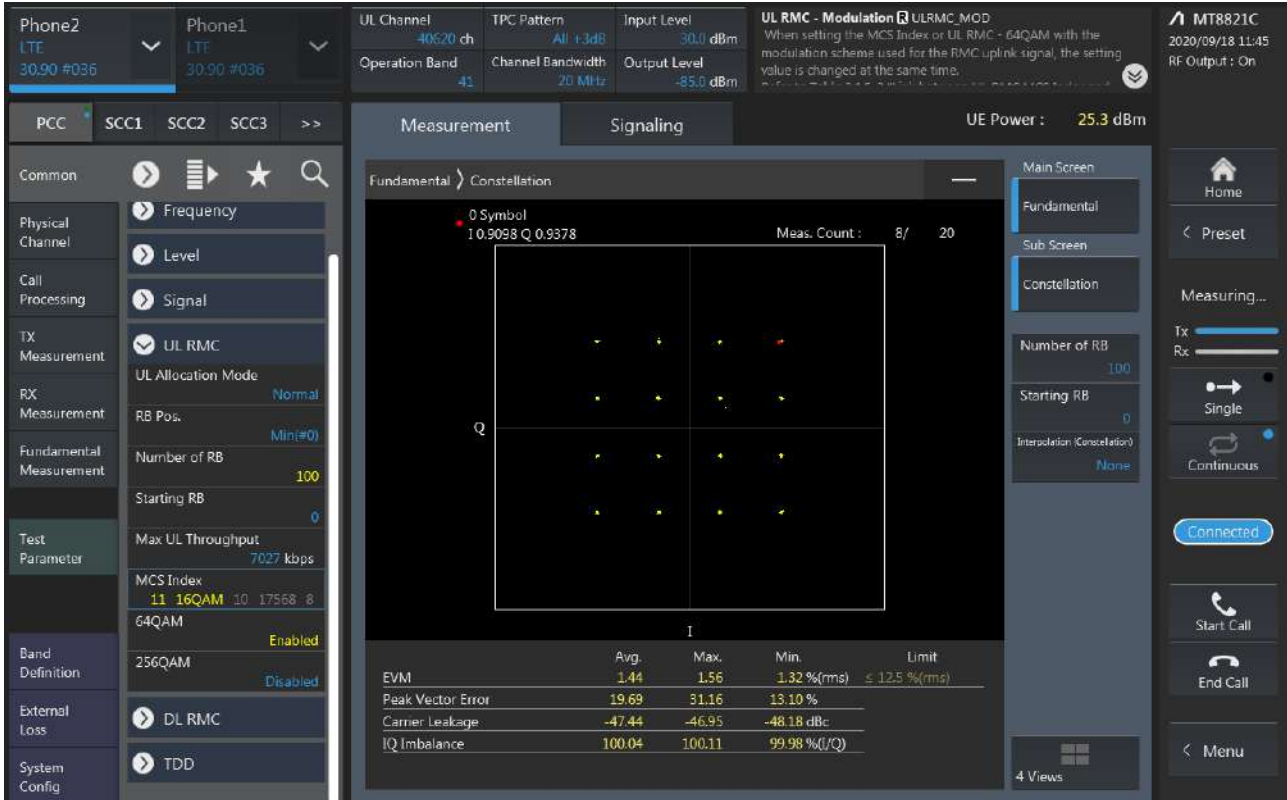 Phone2
LTE
30.90 #036
Phone1
LTE
30.90 #036
UL Channel
40620 ch
TPC Pattern
All +3dB
Input Level
30.0 dBm
Operation Band
41
Channel Bandwidth
20 MHz
Output Level
-85.0 dBm
UL RMC - Modulation R ULRMC_MOD
When setting the MCS Index or UL RMC - 64QAM with the
modulation scheme used for the RMC uplink signal, the setting
value is changed at the same time.
MT8821C
2020/09/18 11:45
RF Output : On
PCC SCC1 SCC2 SCC3 >>
Measurement
Signaling
UE Power : 25.3 dBm
Common
Physical
Channel
Call
Processing
TX
Measurement
RX
Measurement
Fundamental
Measurement
Test
Parameter
Band
Definition
External
Loss
System
Config
Frequency
Level
Signal
UL RMC
UL Allocation Mode
Normal
RB Pos.
Min(#0)
Number of RB
100
Starting RB
0
Max UL Throughput
7027 kbps
MCS Index
11 16QAM 10 17568 8
64QAM
Enabled
256QAM
Disabled
DL RMC
TDD
Fundamental > Constellation
0 Symbol
I 0.9098 Q 0.9378
Meas. Count : 8/ 20
Q
I
Avg. Max. Min. Limit
EVM 1.44 1.56 1.32 %(rms) ≤ 12.5 %(rms)
Peak Vector Error 19.69 31.16 13.10 %
Carrier Leakage -47.44 -46.95 -48.18 dBc
IQ Imbalance 100.04 100.11 99.98 %(I/Q)
Main Screen
Fundamental
Sub Screen
Constellation
Number of RB
100
Starting RB
0
Interpolation (Constellation)
None
4 Views
Home
< Preset
Measuring...
Tx
Rx
Single
Continuous
Connected
Start Call
End Call
< Menu